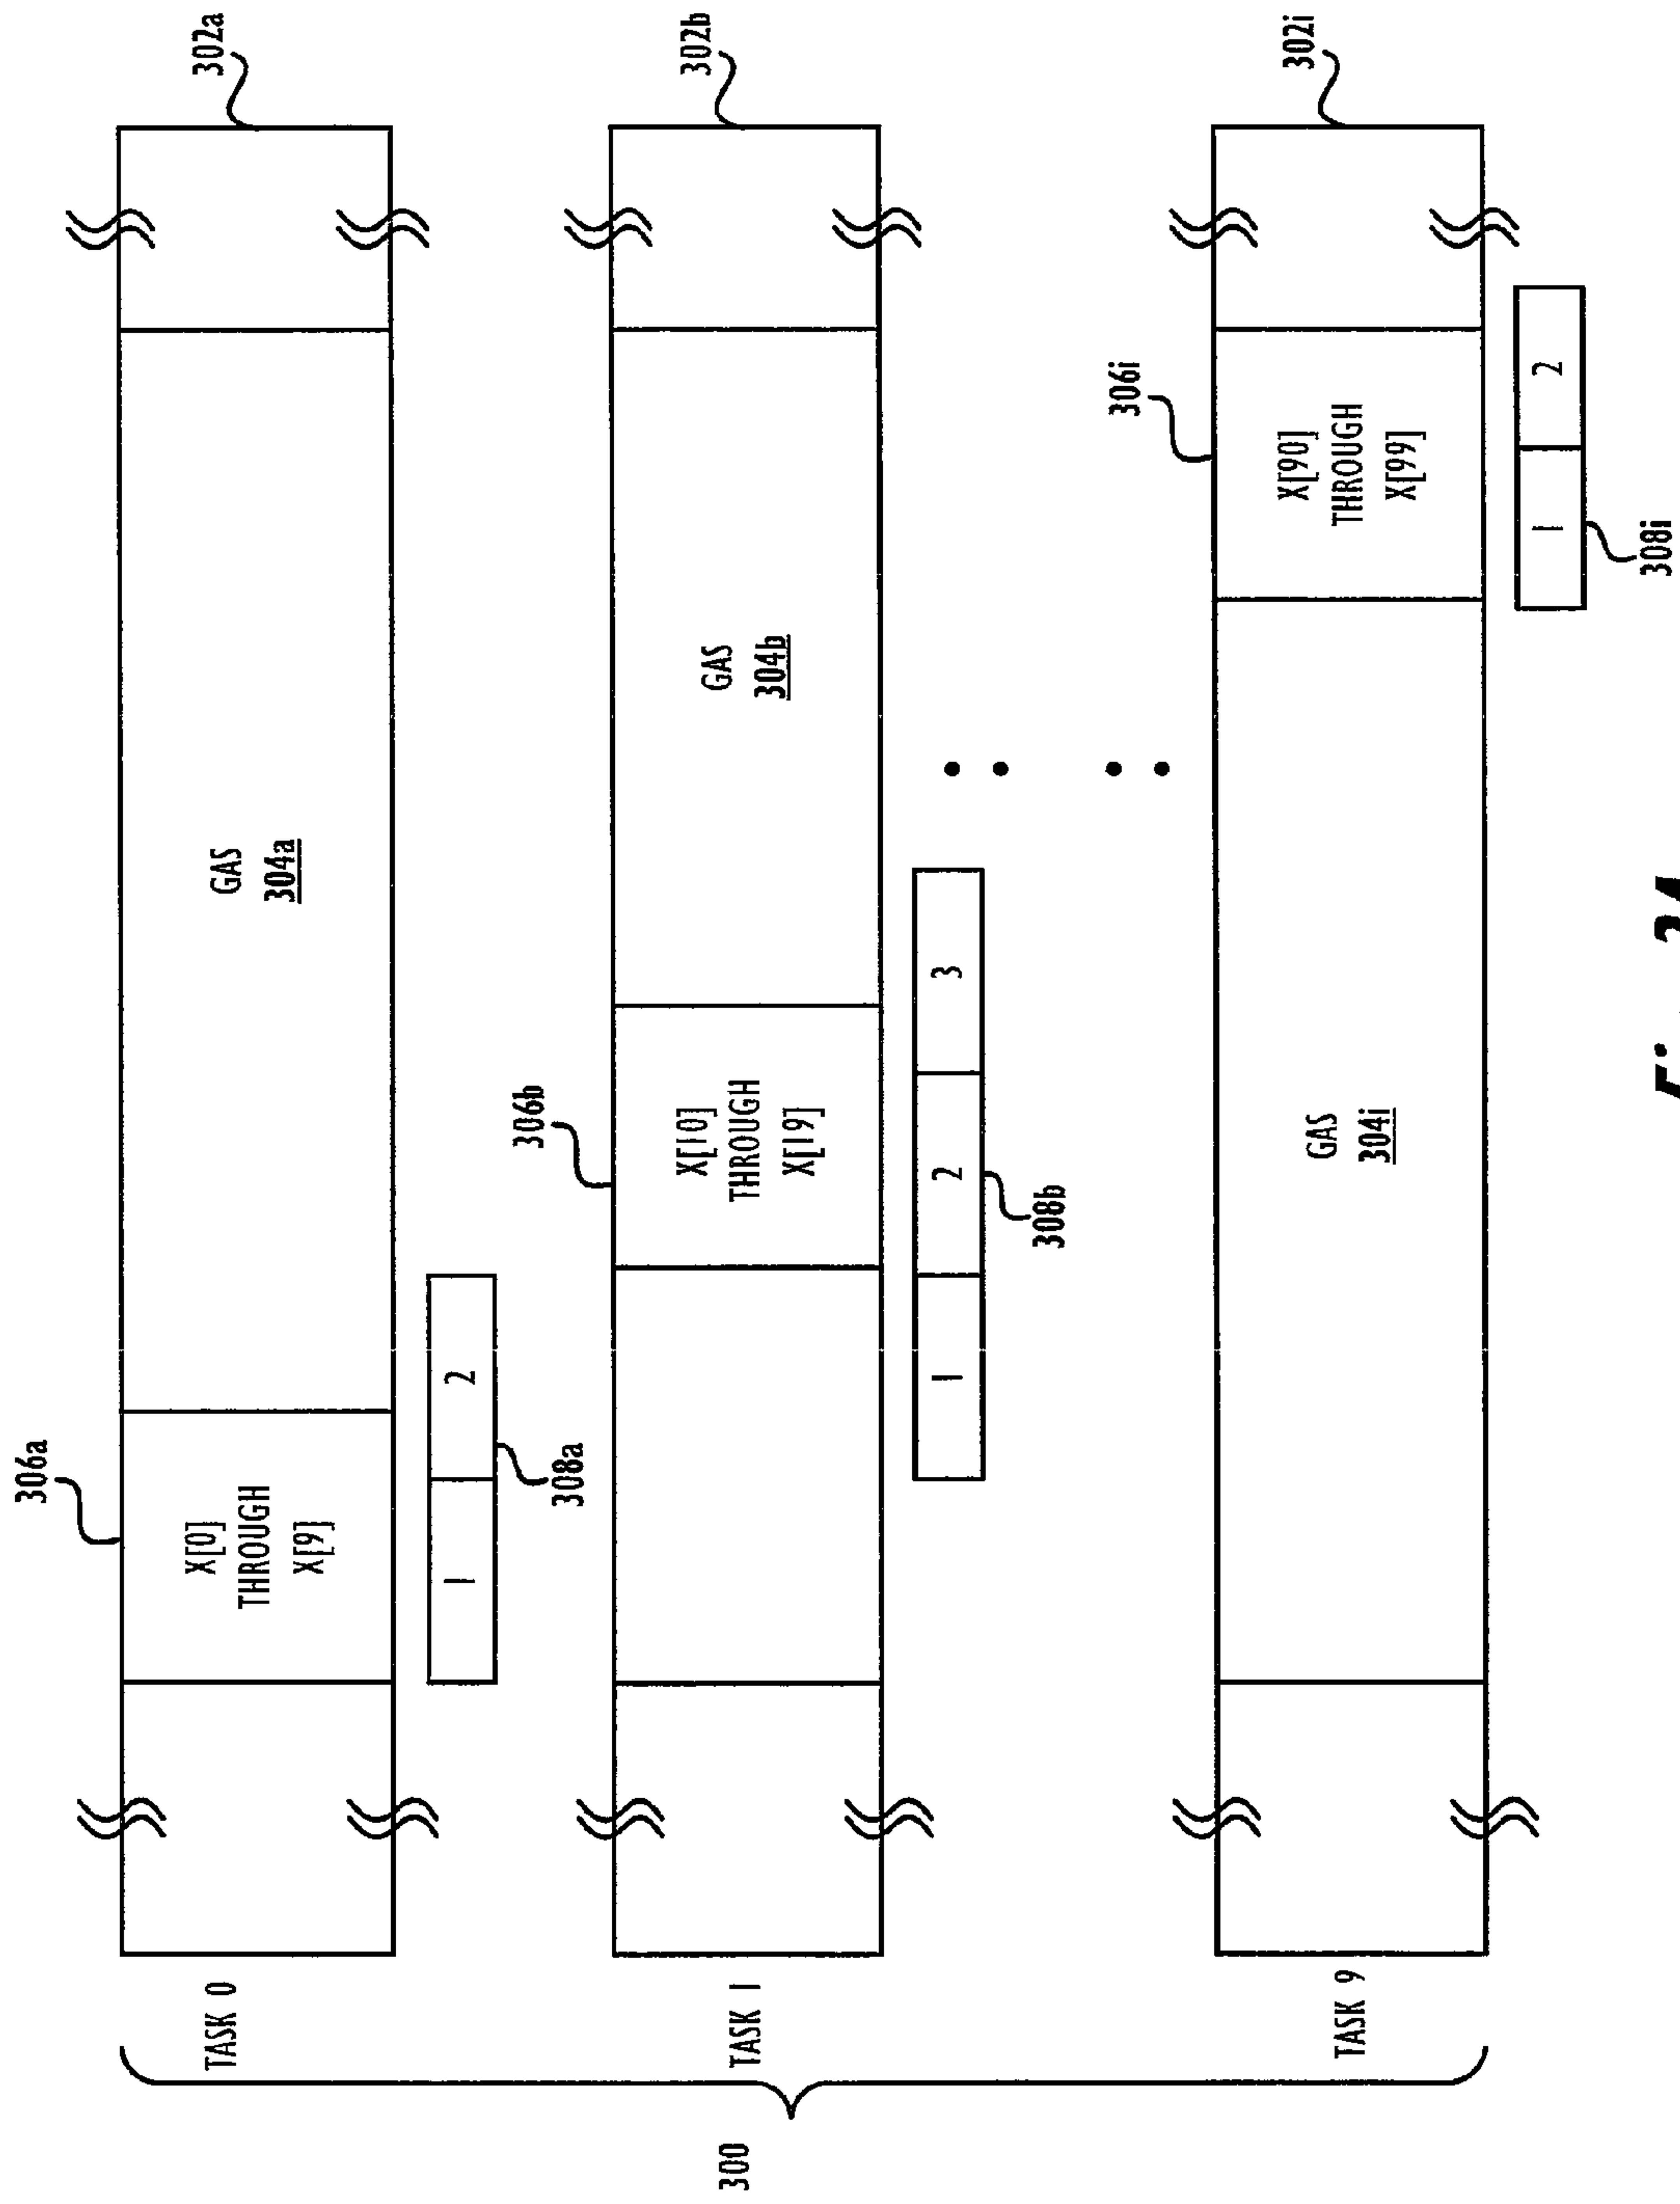 306a
TASK 0
X[0]
THROUGH
X[9]
GAS
304a
302a
1
2
308a
306b
300
TASK 1
X[10]
THROUGH
X[19]
GAS
304b
302b
1
2
3
308b
306i
TASK 9
GAS
304i
X[90]
THROUGH
X[99]
302i
1
2
308i